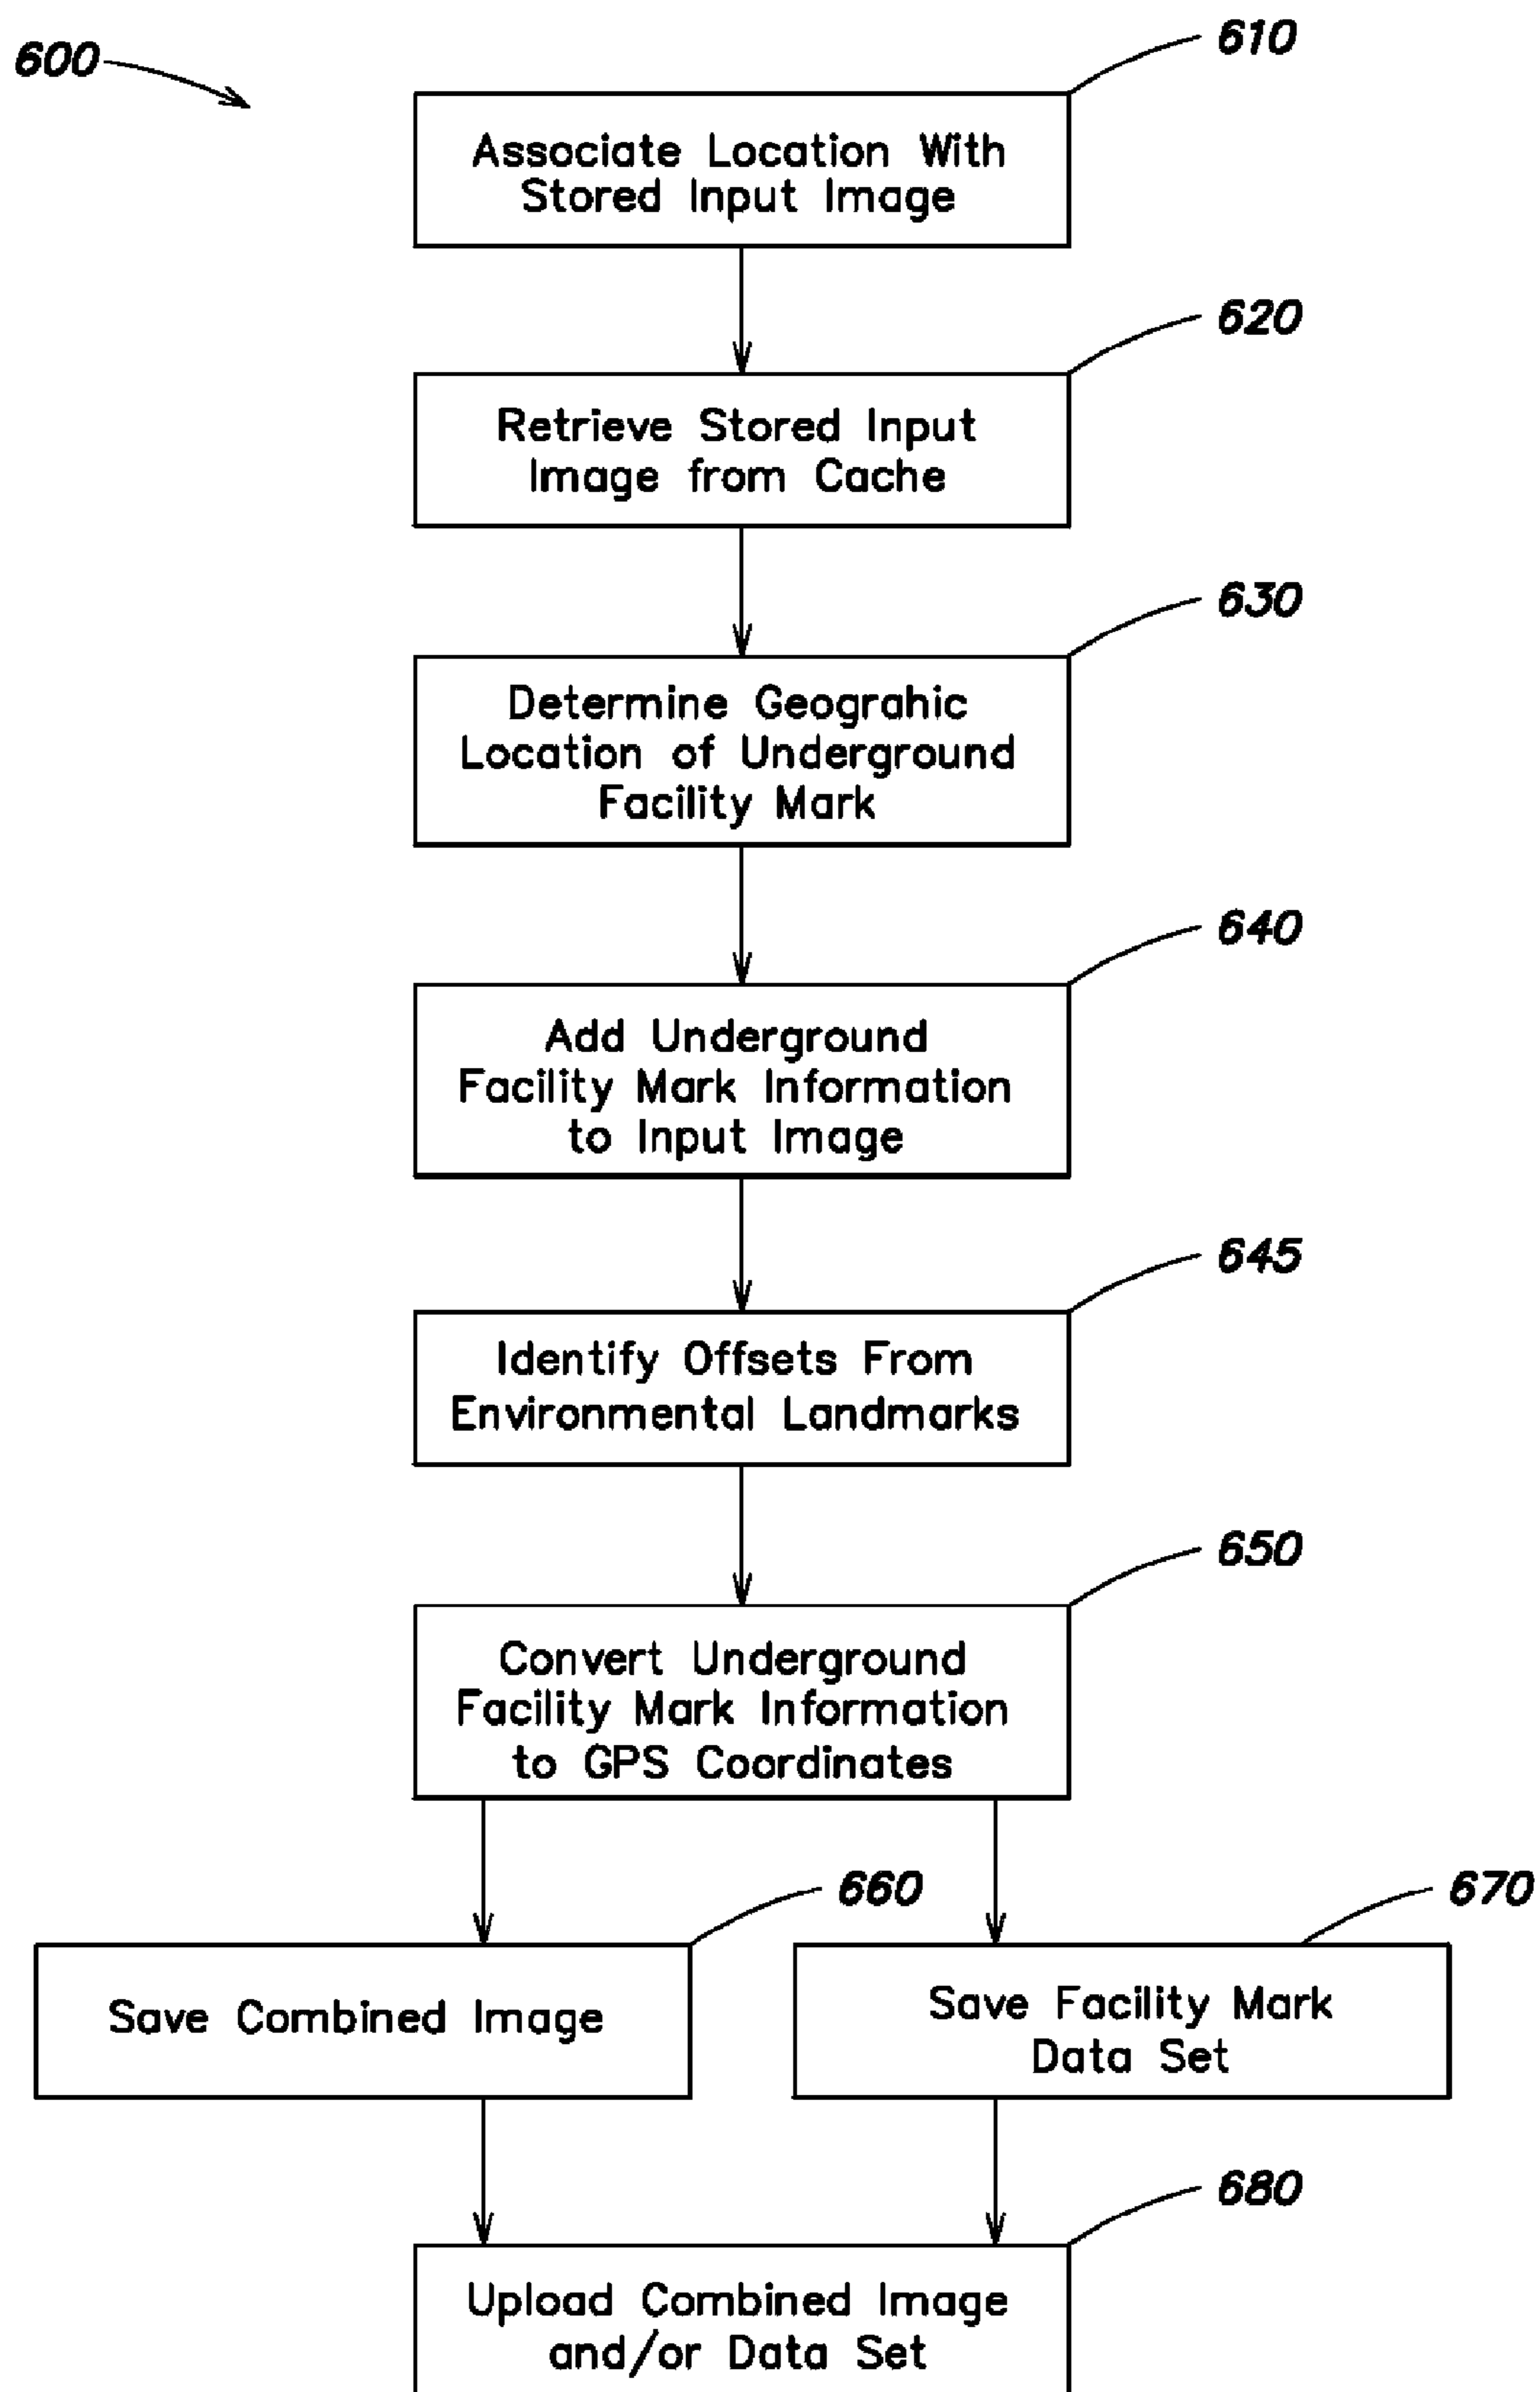 600
610
Associate Location With
Stored Input Image
620
Retrieve Stored Input
Image from Cache
630
Determine Geograhic
Location of Underground
Facility Mark
640
Add Underground
Facility Mark Information
to Input Image
645
Identify Offsets From
Environmental Landmarks
650
Convert Underground
Facility Mark Information
to GPS Coordinates
660
Save Combined Image
670
Save Facility Mark
Data Set
680
Upload Combined Image
and/or Data Set